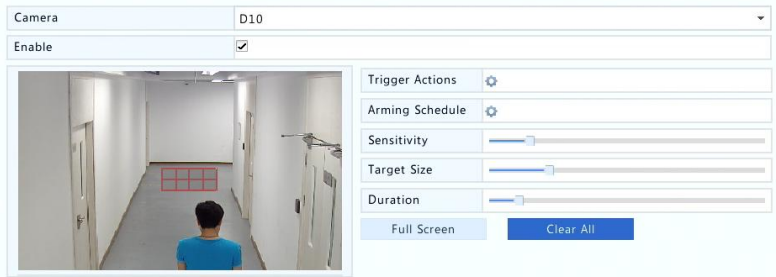 Camera D10
Enable
Trigger Actions
Arming Schedule
Sensitivity
Target Size
Duration
Full Screen Clear All